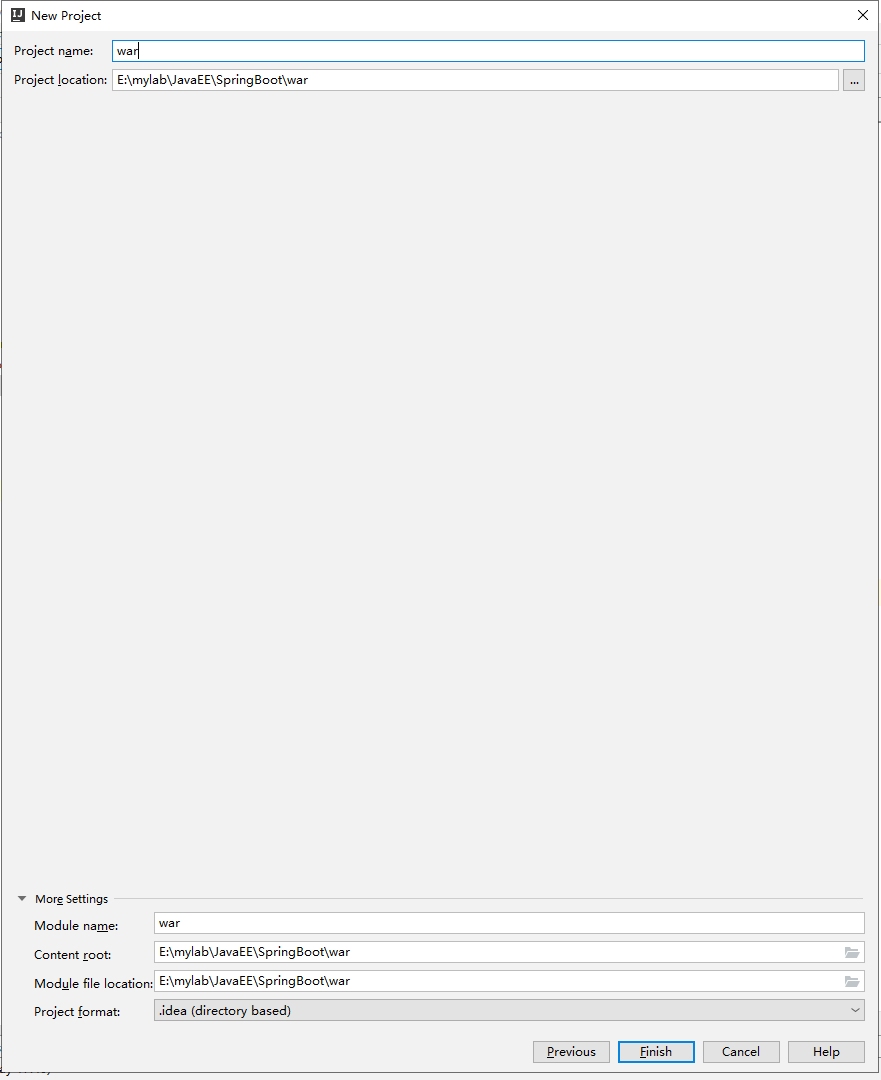 New Project
Project name: war
Project location: E:\mylab\JavaEE\SpringBoot\war ...
More Settings
Module name: war
Content root: E:\mylab\JavaEE\SpringBoot\war
Module file location: E:\mylab\JavaEE\SpringBoot\war
Project format: .idea (directory based)
Previous Finish Cancel Help